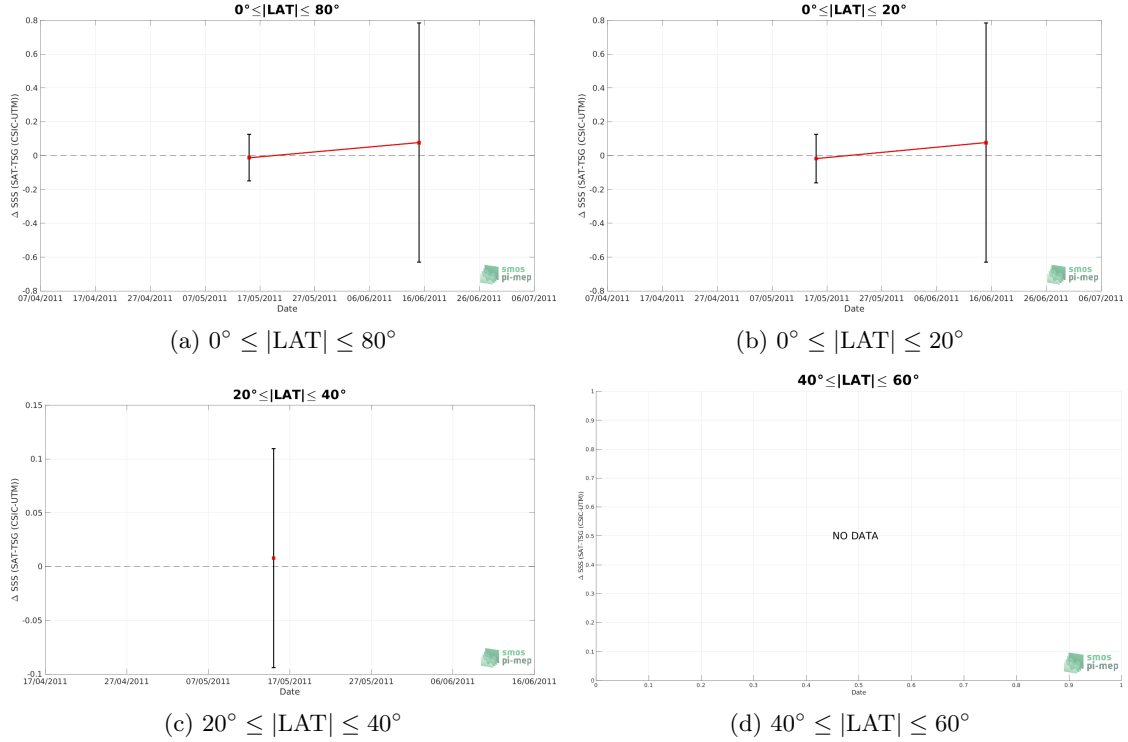 0°≤|LAT|≤ 80°
Δ SSS (SAT-TSG (CSIC-UTM))
0.8
0.6
0.4
0.2
0
-0.2
-0.4
-0.6
-0.8
07/04/2011 17/04/2011 27/04/2011 07/05/2011 17/05/2011 27/05/2011 06/06/2011 16/06/2011 26/06/2011 06/07/2011
Date
smos
pi-mep
(a) 0° ≤ |LAT| ≤ 80°
0°≤|LAT|≤ 20°
Δ SSS (SAT-TSG (CSIC-UTM))
0.8
0.6
0.4
0.2
0
-0.2
-0.4
-0.6
-0.8
07/04/2011 17/04/2011 27/04/2011 07/05/2011 17/05/2011 27/05/2011 06/06/2011 16/06/2011 26/06/2011 06/07/2011
Date
smos
pi-mep
(b) 0° ≤ |LAT| ≤ 20°
20°≤|LAT|≤ 40°
Δ SSS (SAT-TSG (CSIC-UTM))
0.15
0.1
0.05
0
-0.05
-0.1
17/04/2011 27/04/2011 07/05/2011 17/05/2011 27/05/2011 06/06/2011 16/06/2011
Date
smos
pi-mep
(c) 20° ≤ |LAT| ≤ 40°
40°≤|LAT|≤ 60°
Δ SSS (SAT-TSG (CSIC-UTM))
1
0.9
0.8
0.7
0.6
0.5
0.4
0.3
0.2
0.1
0
NO DATA
0 0.1 0.2 0.3 0.4 0.5 0.6 0.7 0.8 0.9 1
Date
smos
pi-mep
(d) 40° ≤ |LAT| ≤ 60°